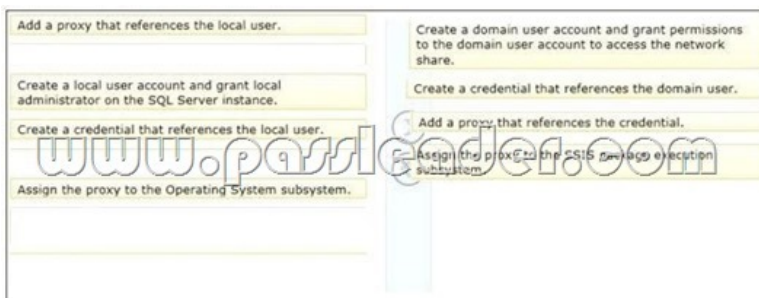 Add a proxy that references the local user.
Create a local user account and grant local
administrator on the SQL Server instance.
Create a credential that references the local user.
Assign the proxy to the Operating System subsystem.
Create a domain user account and grant permissions
to the domain user account to access the network
share.
Create a credential that references the domain user.
Add a proxy that references the credential.
Assign the proxy to the SSIS package execution
subsystem.
www.passleader.com